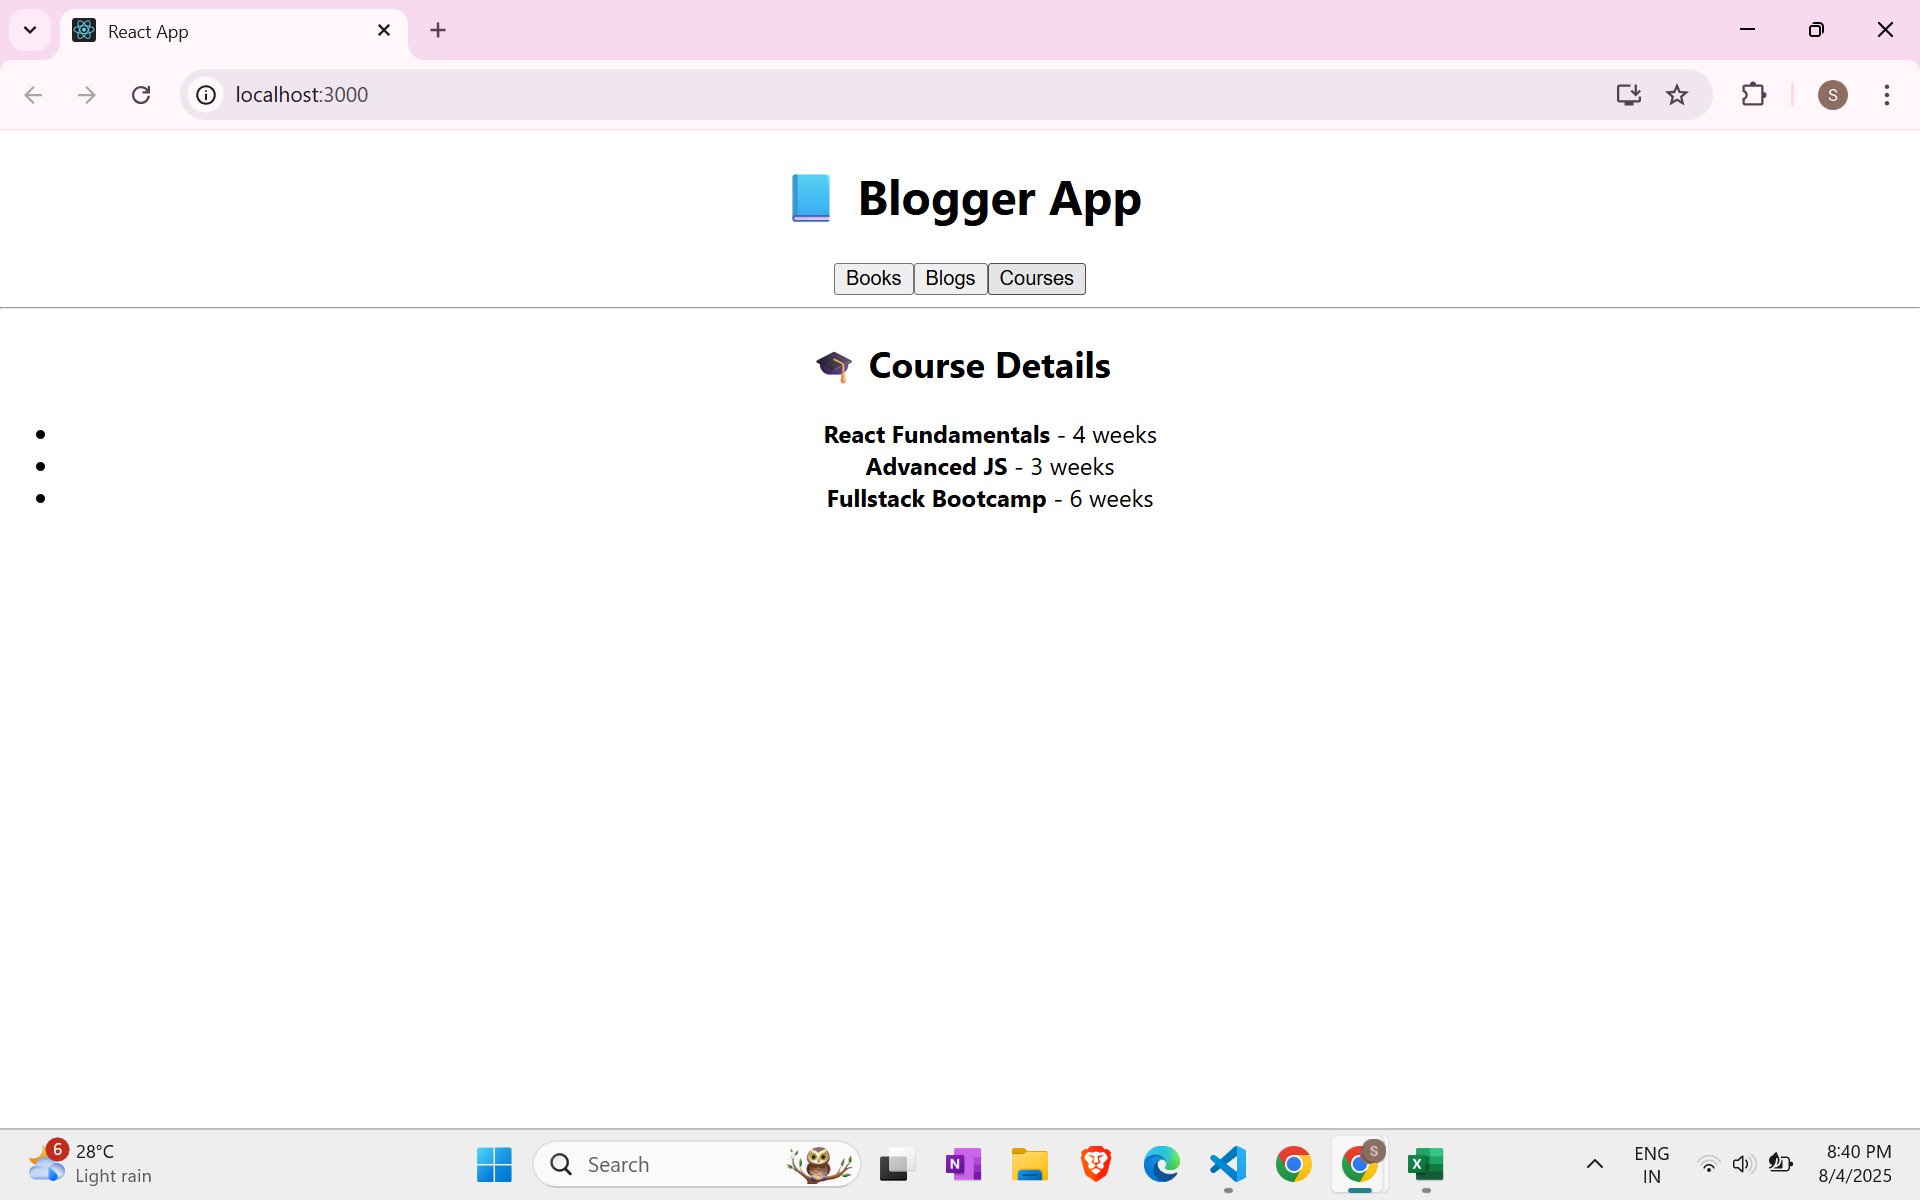 React App
localhost:3000
S
📘 Blogger App
Books Blogs Courses
🎓 Course Details
• React Fundamentals - 4 weeks
• Advanced JS - 3 weeks
• Fullstack Bootcamp - 6 weeks
6
28°C
Light rain
Search
N
S
X
ENG
IN
8:40 PM
8/4/2025